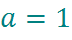 a = 1